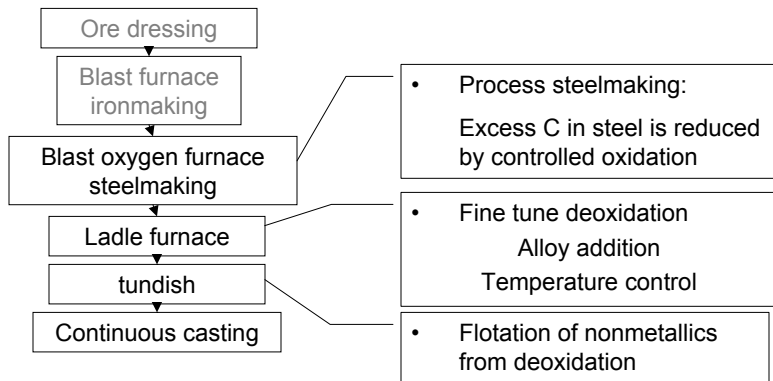 Ore dressing
Blast furnace
ironmaking
Blast oxygen furnace
steelmaking
Ladle furnace
tundish
Continuous casting
• Process steelmaking:
Excess C in steel is reduced
by controlled oxidation
• Fine tune deoxidation
Alloy addition
Temperature control
• Flotation of nonmetallics
from deoxidation